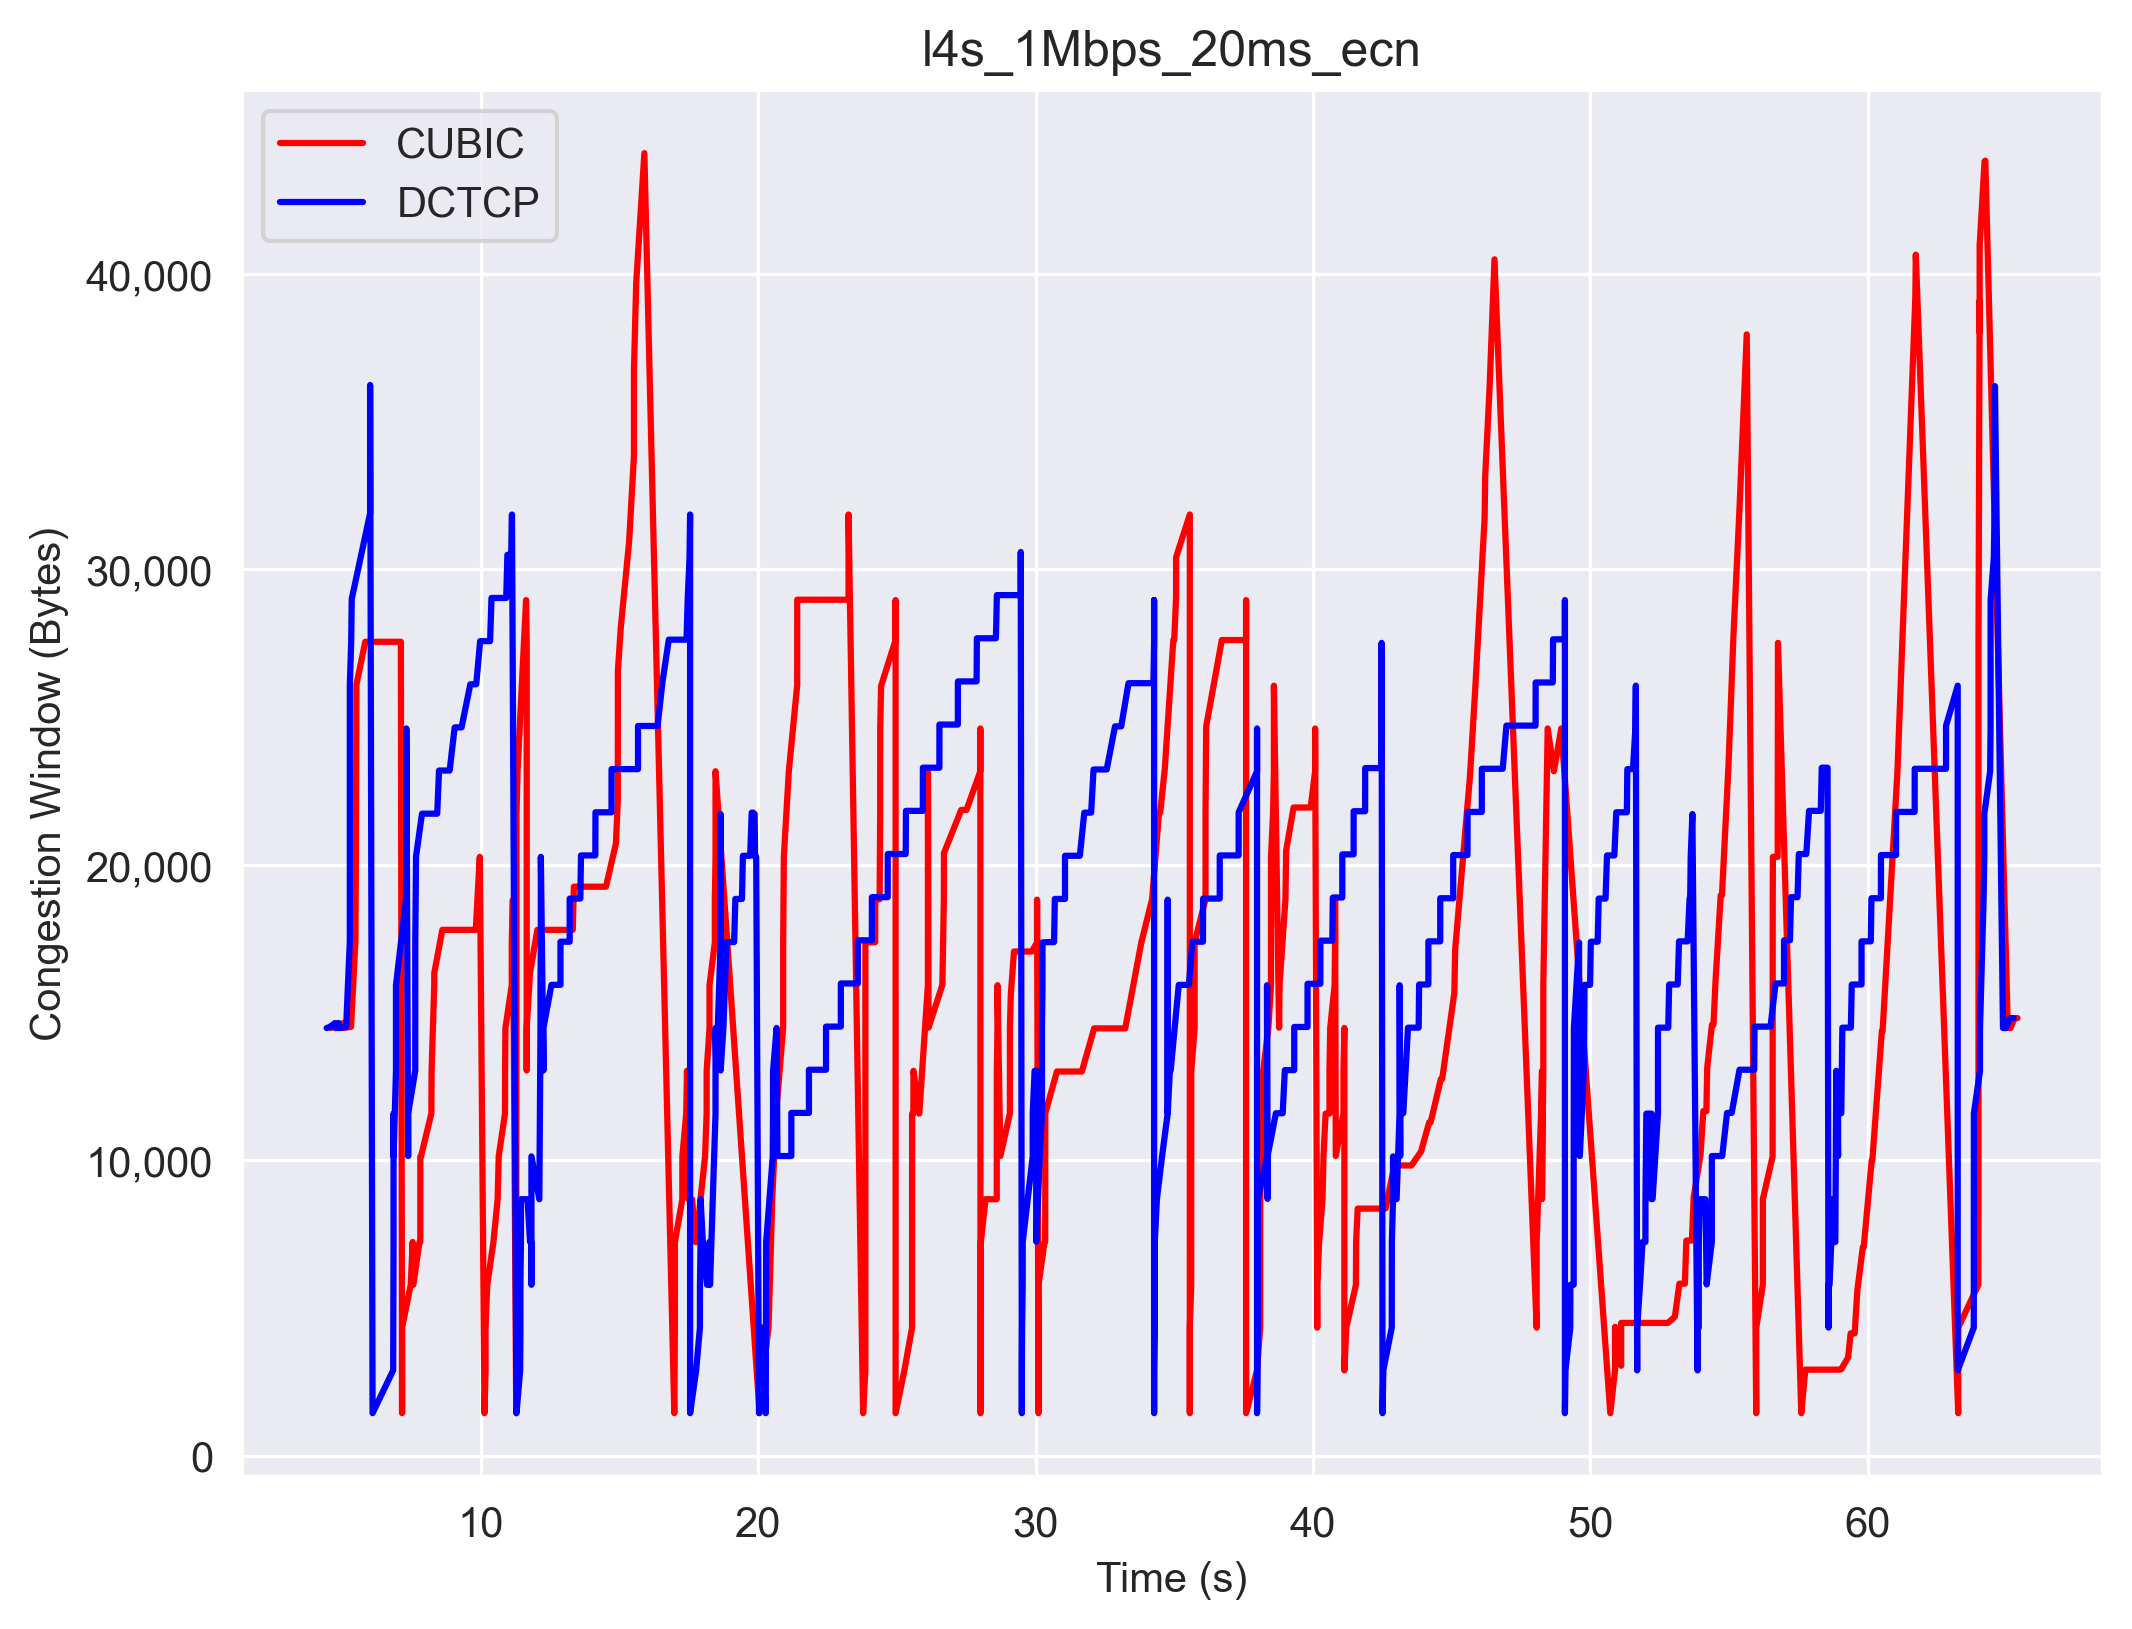 l4s_1Mbps_20ms_ecn
CUBIC
DCTCP
Congestion Window (Bytes)
40,000
30,000
20,000
10,000
0
10 20 30 40 50 60
Time (s)